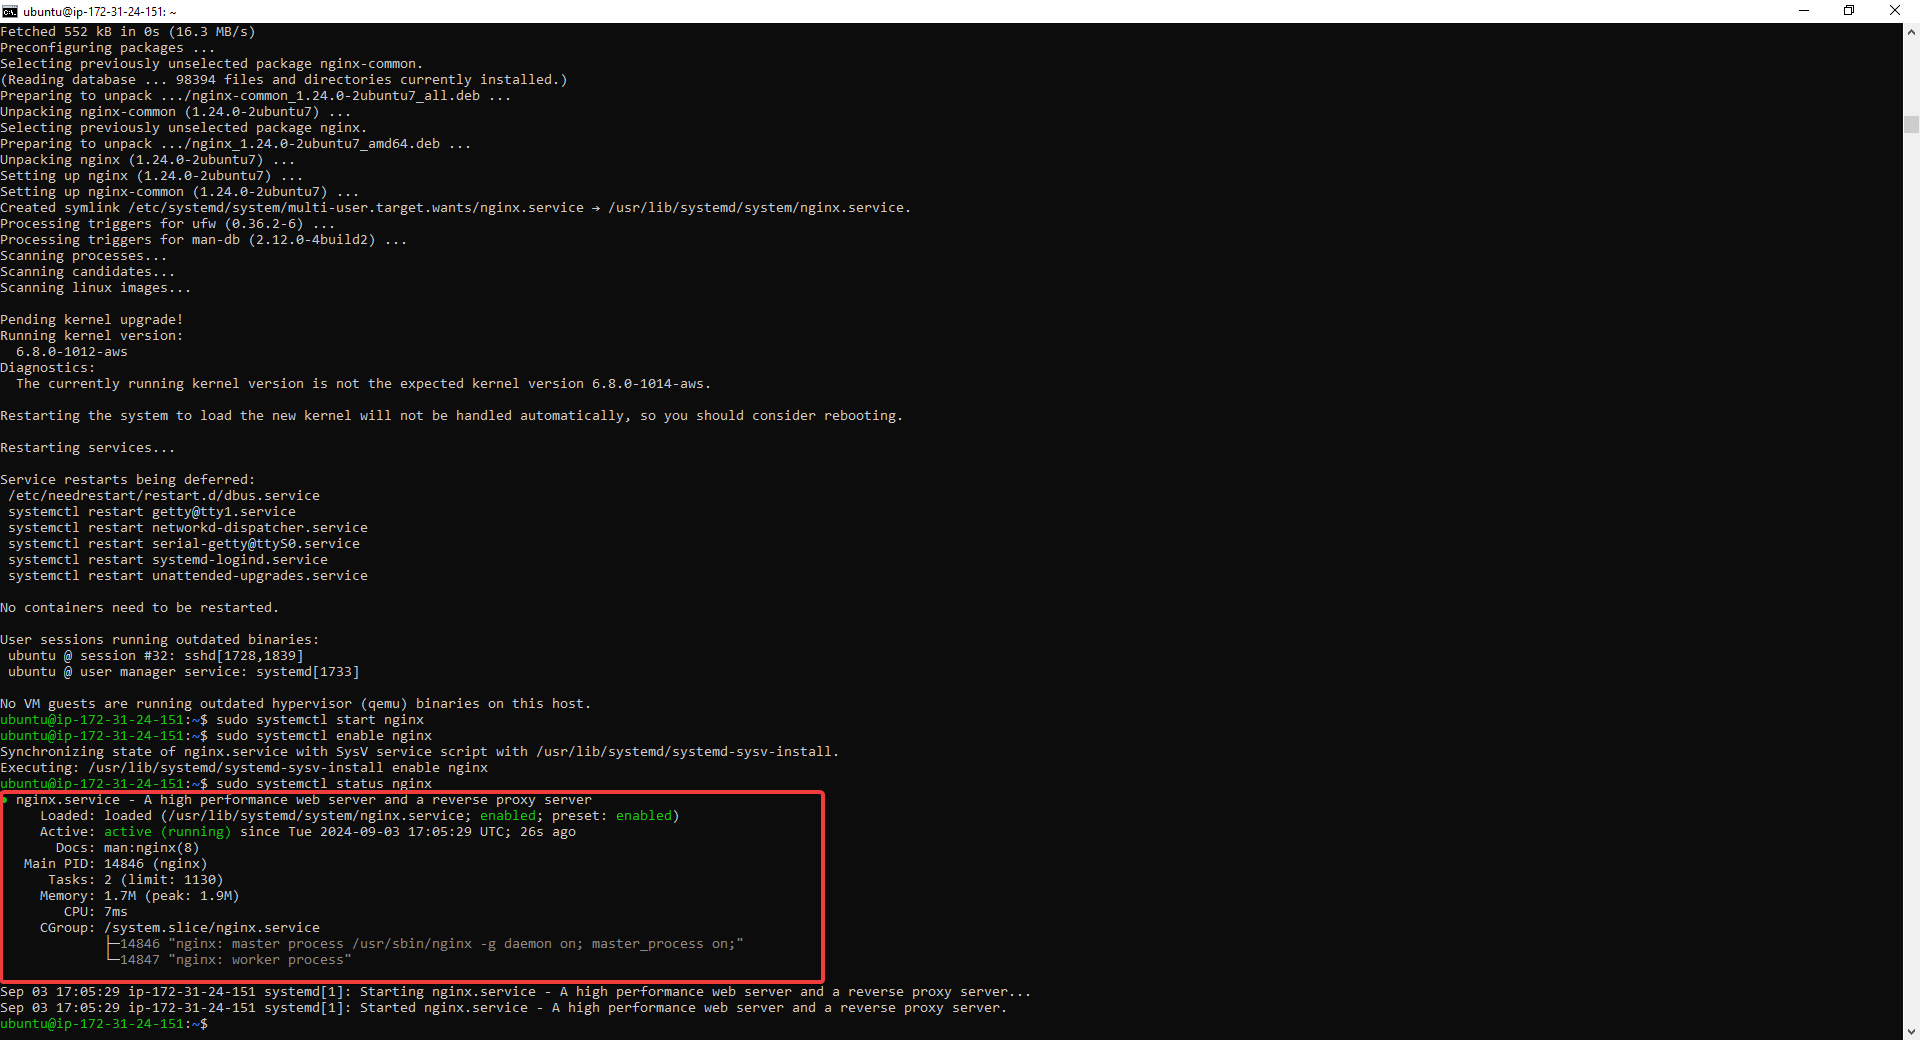 ubuntu@ip-172-31-24-151: ~
Fetched 552 kB in 0s (16.3 MB/s)
Preconfiguring packages ...
Selecting previously unselected package nginx-common.
(Reading database ... 98394 files and directories currently installed.)
Preparing to unpack .../nginx-common_1.24.0-2ubuntu7_all.deb ...
Unpacking nginx-common (1.24.0-2ubuntu7) ...
Selecting previously unselected package nginx.
Preparing to unpack .../nginx_1.24.0-2ubuntu7_amd64.deb ...
Unpacking nginx (1.24.0-2ubuntu7) ...
Setting up nginx (1.24.0-2ubuntu7) ...
Setting up nginx-common (1.24.0-2ubuntu7) ...
Created symlink /etc/systemd/system/multi-user.target.wants/nginx.service → /usr/lib/systemd/system/nginx.service.
Processing triggers for ufw (0.36.2-6) ...
Processing triggers for man-db (2.12.0-4build2) ...
Scanning processes...
Scanning candidates...
Scanning linux images...
Pending kernel upgrade!
Running kernel version:
6.8.0-1012-aws
Diagnostics:
The currently running kernel version is not the expected kernel version 6.8.0-1014-aws.
Restarting the system to load the new kernel will not be handled automatically, so you should consider rebooting.
Restarting services...
Service restarts being deferred:
/etc/needrestart/restart.d/dbus.service
systemctl restart getty@tty1.service
systemctl restart networkd-dispatcher.service
systemctl restart serial-getty@ttyS0.service
systemctl restart systemd-logind.service
systemctl restart unattended-upgrades.service
No containers need to be restarted.
User sessions running outdated binaries:
ubuntu @ session #32: sshd[1728,1839]
ubuntu @ user manager service: systemd[1733]
No VM guests are running outdated hypervisor (qemu) binaries on this host.
ubuntu@ip-172-31-24-151:~$ sudo systemctl start nginx
ubuntu@ip-172-31-24-151:~$ sudo systemctl enable nginx
Synchronizing state of nginx.service with SysV service script with /usr/lib/systemd/systemd-sysv-install.
Executing: /usr/lib/systemd/systemd-sysv-install enable nginx
ubuntu@ip-172-31-24-151:~$ sudo systemctl status nginx
● nginx.service - A high performance web server and a reverse proxy server
Loaded: loaded (/usr/lib/systemd/system/nginx.service; enabled; preset: enabled)
Active: active (running) since Tue 2024-09-03 17:05:29 UTC; 26s ago
Docs: man:nginx(8)
Main PID: 14846 (nginx)
Tasks: 2 (limit: 1130)
Memory: 1.7M (peak: 1.9M)
CPU: 7ms
CGroup: /system.slice/nginx.service
├─14846 "nginx: master process /usr/sbin/nginx -g daemon on; master_process on;"
└─14847 "nginx: worker process"
Sep 03 17:05:29 ip-172-31-24-151 systemd[1]: Starting nginx.service - A high performance web server and a reverse proxy server...
Sep 03 17:05:29 ip-172-31-24-151 systemd[1]: Started nginx.service - A high performance web server and a reverse proxy server.
ubuntu@ip-172-31-24-151:~$